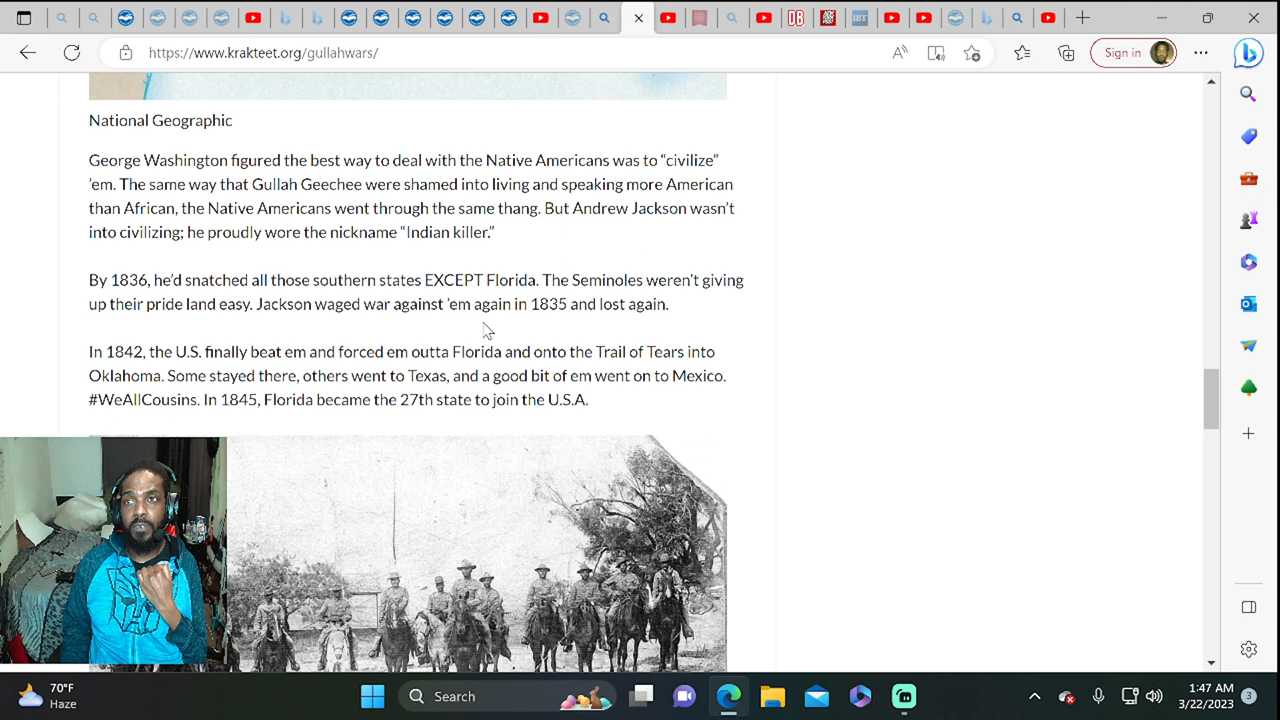 DB
IBT
https://www.krakteet.org/gullahwars/
Sign in
National Geographic
George Washington figured the best way to deal with the Native Americans was to “civilize”
’em. The same way that Gullah Geechee were shamed into living and speaking more American
than African, the Native Americans went through the same thang. But Andrew Jackson wasn’t
into civilizing; he proudly wore the nickname “Indian killer.”
By 1836, he’d snatched all those southern states EXCEPT Florida. The Seminoles weren’t giving
up their pride land easy. Jackson waged war against ’em again in 1835 and lost again.
In 1842, the U.S. finally beat em and forced em outta Florida and onto the Trail of Tears into
Oklahoma. Some stayed there, others went to Texas, and a good bit of em went on to Mexico.
#WeAllCousins. In 1845, Florida became the 27th state to join the U.S.A.
70°F
Haze
Search
1:47 AM
3/22/2023
3